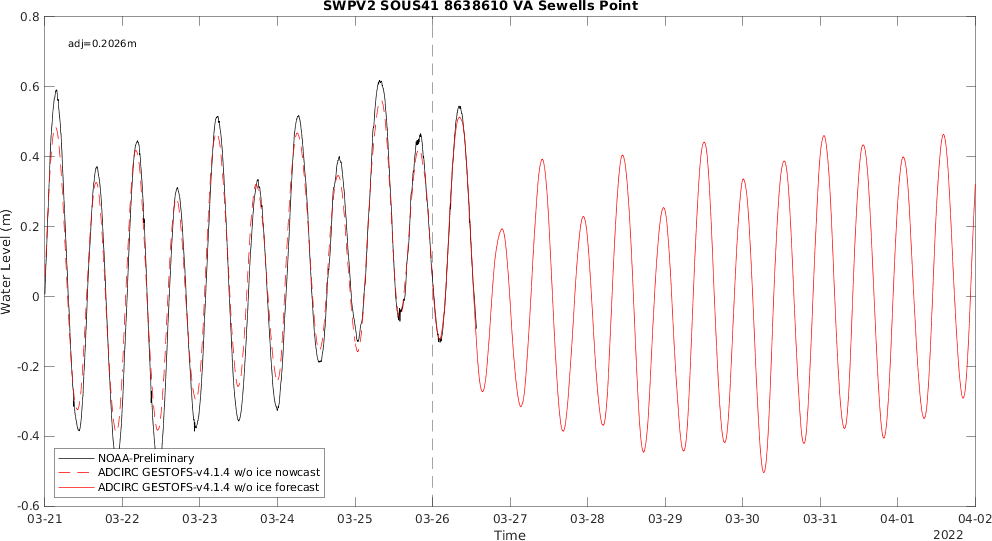 SWPV2 SOUS41 8638610 VA Sewells Point
adj=0.2026m
0.8
0.6
0.4
0.2
0
-0.2
-0.4
-0.6
Water Level (m)
NOAA-Preliminary
ADCIRC GESTOFS-v4.1.4 w/o ice nowcast
ADCIRC GESTOFS-v4.1.4 w/o ice forecast
03-21 03-22 03-23 03-24 03-25 03-26 03-27 03-28 03-29 03-30 03-31 04-01 04-02
Time
2022